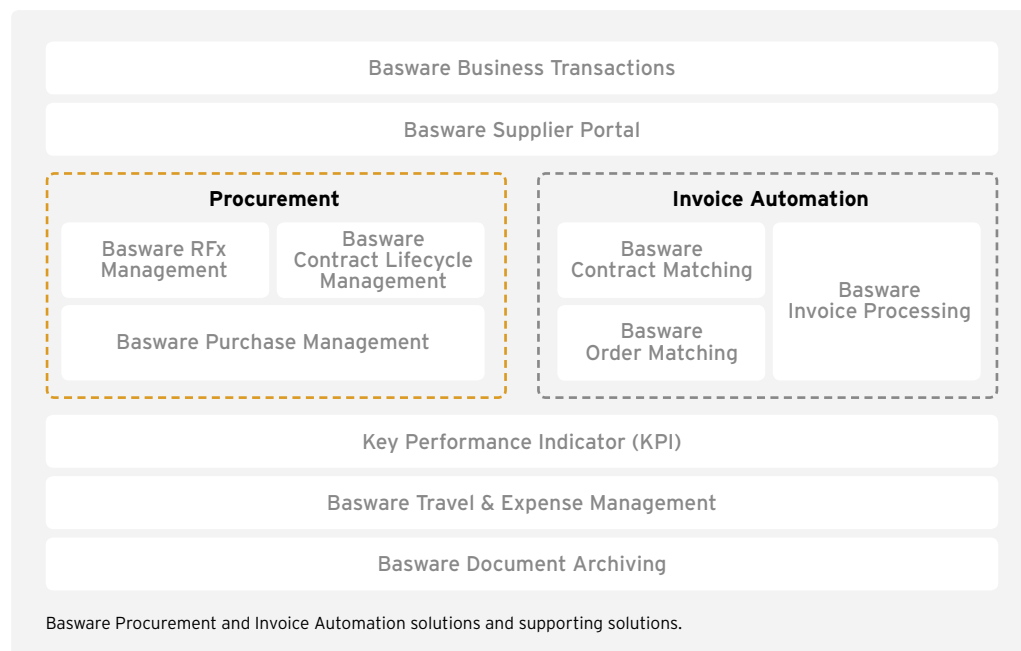 Basware Business Transactions
Basware Supplier Portal
Procurement
Basware RFx
Management
Basware
Contract Lifecycle
Management
Basware Purchase Management
Invoice Automation
Basware
Contract Matching
Basware
Order Matching
Basware
Invoice Processing
Key Performance Indicator (KPI)
Basware Travel & Expense Management
Basware Document Archiving
Basware Procurement and Invoice Automation solutions and supporting solutions.